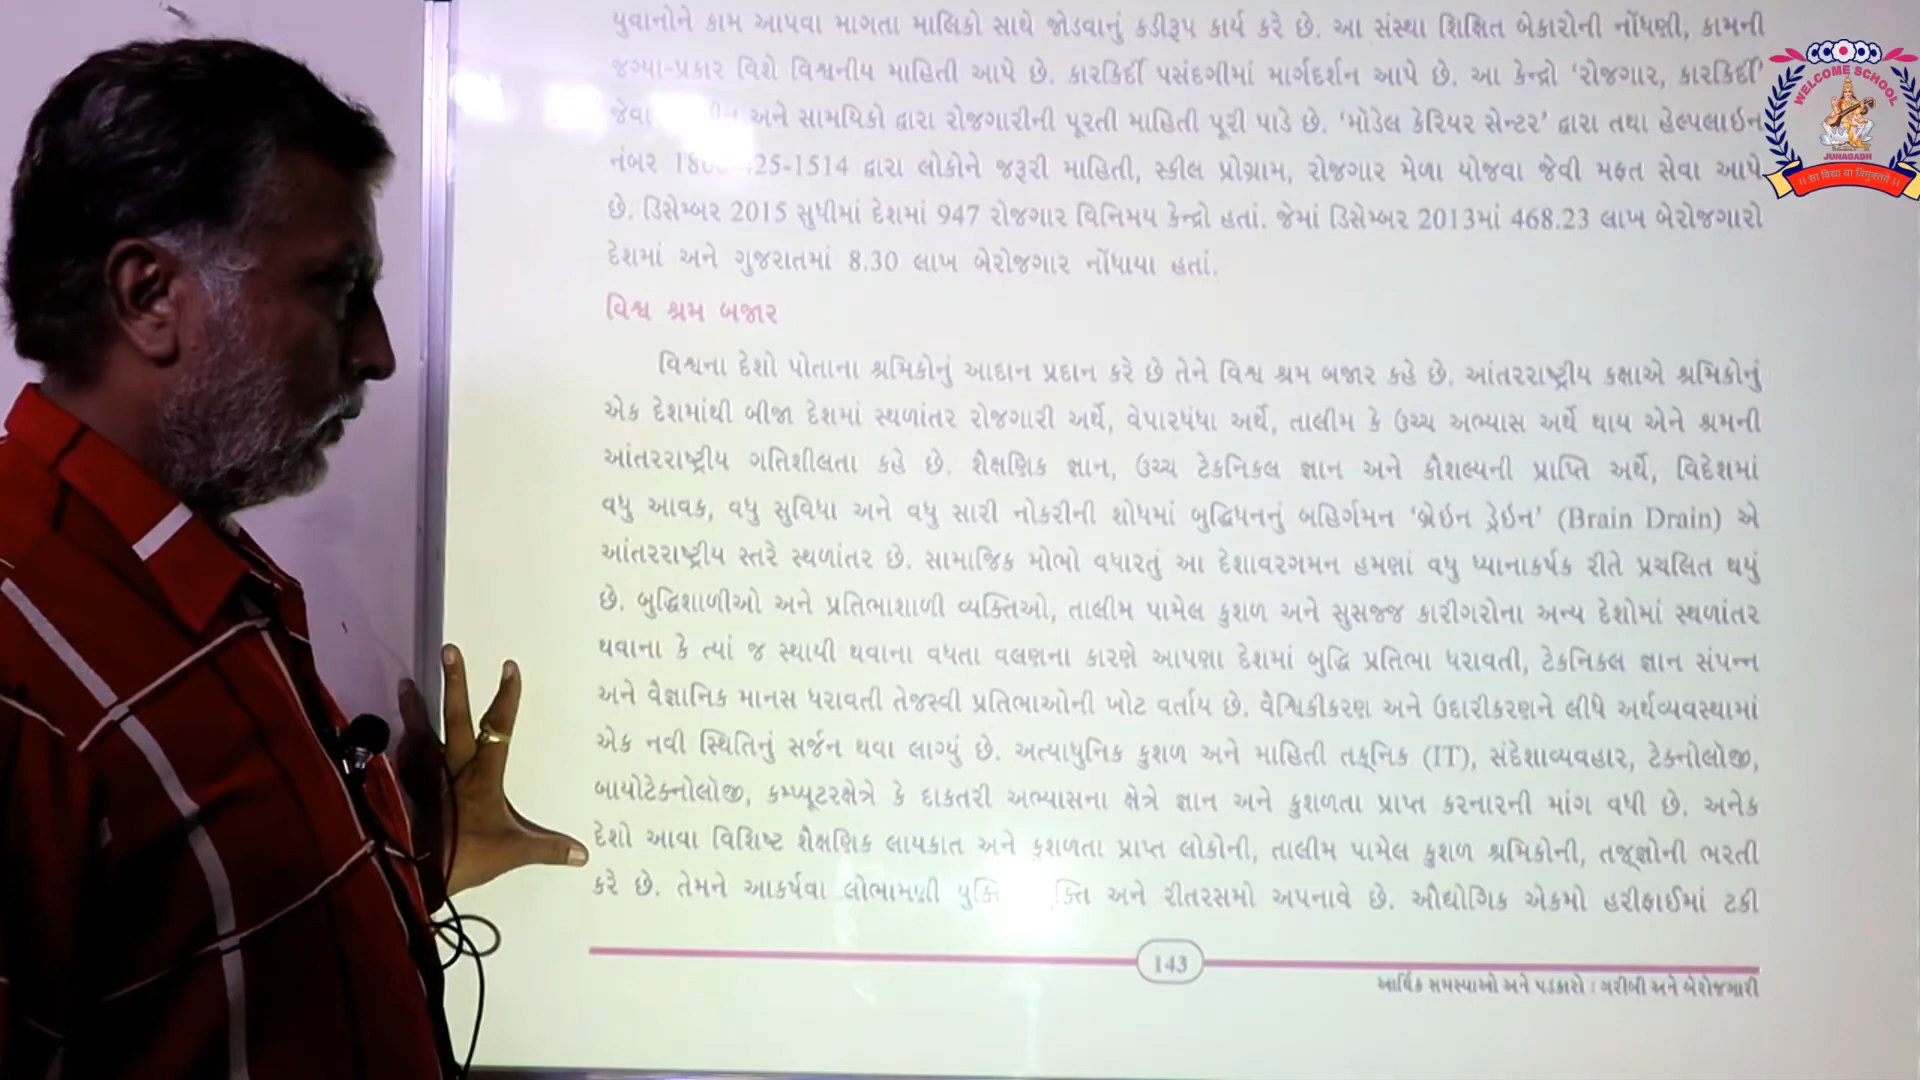 યુવાનોને કામ આપવા માગતા માલિકો સાથે જોડવાનું કડીરૂપ કાર્ય કરે છે. આ સંસ્થા શિક્ષિત બેકારોની નોંધણી, કામની
જગ્યા-પ્રકાર વિશે વિશ્વનીય માહિતી આપે છે. કારકિર્દી પસંદગીમાં માર્ગદર્શન આપે છે. આ કેન્દ્રો ‘રોજગાર, કારકિર્દી’
જેવા અને સામયિકો દ્વારા રોજગારીની પૂરતી માહિતી પૂરી પાડે છે. ‘મૉડેલ કેરિયર સેન્ટર’ દ્વારા તથા હેલ્પલાઇન
નંબર 25-1514 દ્વારા લોકોને જરૂરી માહિતી, સ્કીલ પ્રોગ્રામ, રોજગાર મેળા યોજવા જેવી મફત સેવા આપે
છે. ડિસેમ્બર 2015 સુધીમાં દેશમાં 947 રોજગાર વિનિમય કેન્દ્રો હતાં. જેમાં ડિસેમ્બર 2013માં 468.23 લાખ બેરોજગારો
દેશમાં અને ગુજરાતમાં 8.30 લાખ બેરોજગાર નોંધાયા હતાં.
વિશ્વ શ્રમ બજાર
વિશ્વના દેશો પોતાના શ્રમિકોનું આદાન પ્રદાન કરે છે તેને વિશ્વ શ્રમ બજાર કહે છે. આંતરરાષ્ટ્રીય કક્ષાએ શ્રમિકોનું
એક દેશમાંથી બીજા દેશમાં સ્થળાંતર રોજગારી અર્થે, વેપારધંધા અર્થે, તાલીમ કે ઉચ્ચ અભ્યાસ અર્થે થાય એને શ્રમની
આંતરરાષ્ટ્રીય ગતિશીલતા કહે છે. શૈક્ષણિક જ્ઞાન, ઉચ્ચ ટેકનિકલ જ્ઞાન અને કૌશલ્યની પ્રાપ્તિ અર્થે, વિદેશમાં
વધુ આવક, વધુ સુવિધા અને વધુ સારી નોકરીની શોધમાં બુદ્ધિધનનું બહિર્ગમન ‘બ્રેઇન ડ્રેઇન’ (Brain Drain) એ
આંતરરાષ્ટ્રીય સ્તરે સ્થળાંતર છે. સામાજિક મોભો વધારતું આ દેશાવરગમન હમણાં વધુ ધ્યાનાકર્ષક રીતે પ્રચલિત થયું
છે. બુદ્ધિશાળીઓ અને પ્રતિભાશાળી વ્યક્તિઓ, તાલીમ પામેલ કુશળ અને સુસજ્જ કારીગરોના અન્ય દેશોમાં સ્થળાંતર
થવાના કે ત્યાં જ સ્થાયી થવાના વધતા વલણના કારણે આપણા દેશમાં બુદ્ધિ પ્રતિભા ધરાવતી, ટેકનિકલ જ્ઞાન સંપન્ન
અને વૈજ્ઞાનિક માનસ ધરાવતી તેજસ્વી પ્રતિભાઓની ખોટ વર્તાય છે. વૈશ્વિકીકરણ અને ઉદારીકરણને લીધે અર્થવ્યવસ્થામાં
એક નવી સ્થિતિનું સર્જન થવા લાગ્યું છે. અત્યાધુનિક કુશળ અને માહિતી તક્નિક (IT), સંદેશાવ્યવહાર, ટેક્નોલૉજી,
બાયોટેક્નોલૉજી, કમ્પ્યૂટરક્ષેત્રે કે દાકતરી અભ્યાસના ક્ષેત્રે જ્ઞાન અને કુશળતા પ્રાપ્ત કરનારની માંગ વધી છે. અનેક
દેશો આવા વિશિષ્ટ શૈક્ષણિક લાયકાત અને કુશળતા પ્રાપ્ત લોકોની, તાલીમ પામેલ કુશળ શ્રમિકોની, તજ્જ્ઞોની ભરતી
કરે છે. તેમને આકર્ષવા લોભામણી અને રીતરસમો અપનાવે છે. ઔદ્યોગિક એકમો હરીફાઈમાં ટકી
143
આર્થિક સમસ્યાઓ અને પડકારો : ગરીબી અને બેરોજગારી
WELCOME SCHOOL
JUNAGADH
॥ सा विद्या या विमुक्तये ॥